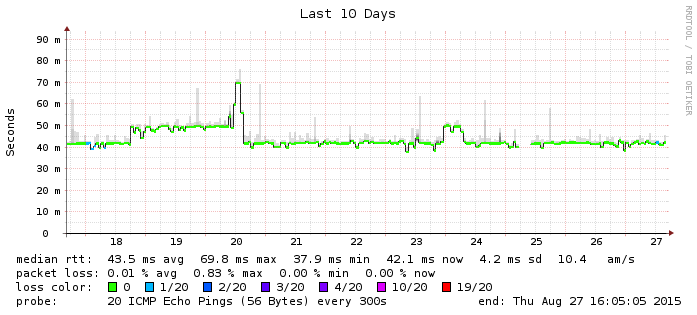 Last 10 Days
RRDTOOL / TOBI OETIKER
Seconds
90 m
80 m
70 m
60 m
50 m
40 m
30 m
20 m
10 m
0
18 19 20 21 22 23 24 25 26 27
median rtt: 43.5 ms avg 69.8 ms max 37.9 ms min 42.1 ms now 4.2 ms sd 10.4 am/s
packet loss: 0.01 % avg 0.83 % max 0.00 % min 0.00 % now
loss color: 0 1/20 2/20 3/20 4/20 10/20 19/20
probe: 20 ICMP Echo Pings (56 Bytes) every 300s end: Thu Aug 27 16:05:05 2015